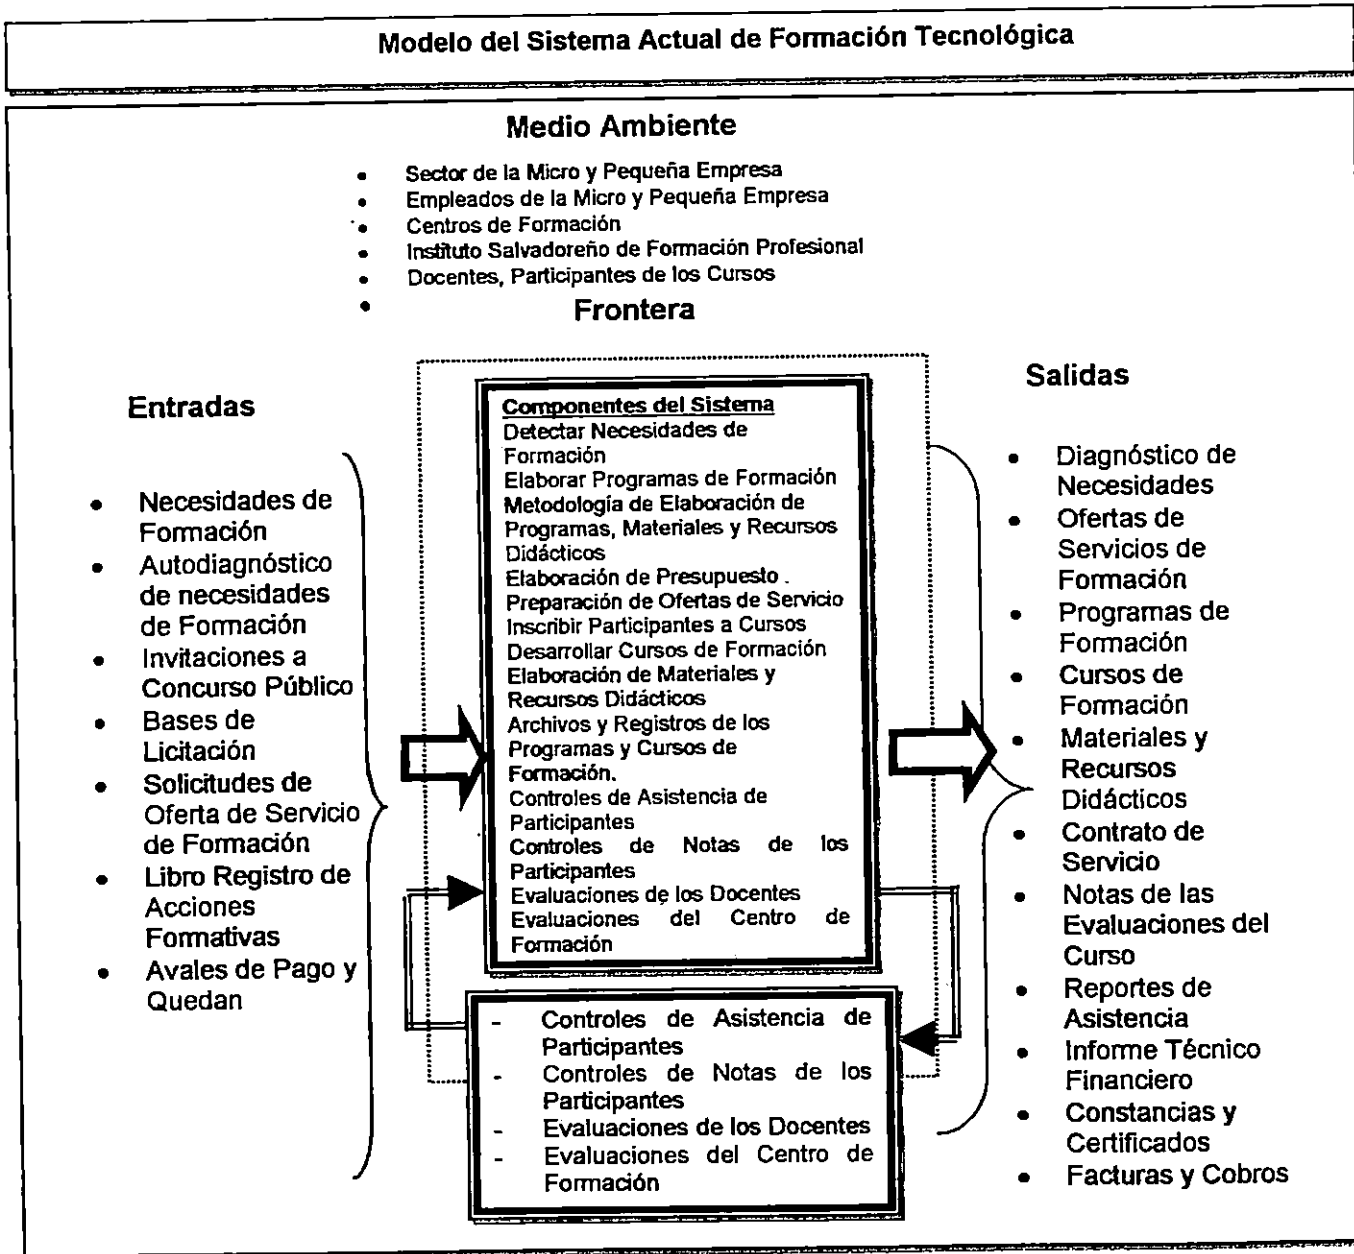 Modelo del Sistema Actual de Formación Tecnológica
Medio Ambiente
• Sector de la Micro y Pequeña Empresa
• Empleados de la Micro y Pequeña Empresa
• Centros de Formación
• Instituto Salvadoreño de Formación Profesional
• Docentes, Participantes de los Cursos
•
Frontera
Entradas
• Necesidades de
Formación
• Autodiagnóstico
de necesidades
de Formación
• Invitaciones a
Concurso Público
• Bases de
Licitación
• Solicitudes de
Oferta de Servicio
de Formación
• Libro Registro de
Acciones
Formativas
• Avales de Pago y
Quedan
Componentes del Sistema
Detectar Necesidades de
Formación
Elaborar Programas de Formación
Metodología de Elaboración de
Programas, Materiales y Recursos
Didácticos
Elaboración de Presupuesto .
Preparación de Ofertas de Servicio
Inscribir Participantes a Cursos
Desarrollar Cursos de Formación
Elaboración de Materiales y
Recursos Didácticos
Archivos y Registros de los
Programas y Cursos de
Formación.
Controles de Asistencia de
Participantes
Controles de Notas de los
Participantes
Evaluaciones de los Docentes
Evaluaciones del Centro de
Formación
- Controles de Asistencia de
Participantes
- Controles de Notas de los
Participantes
- Evaluaciones de los Docentes
- Evaluaciones del Centro de
Formación
Salidas
• Diagnóstico de
Necesidades
• Ofertas de
Servicios de
Formación
• Programas de
Formación
• Cursos de
Formación
• Materiales y
Recursos
Didácticos
• Contrato de
Servicio
• Notas de las
Evaluaciones del
Curso
• Reportes de
Asistencia
• Informe Técnico
Financiero
• Constancias y
Certificados
• Facturas y Cobros